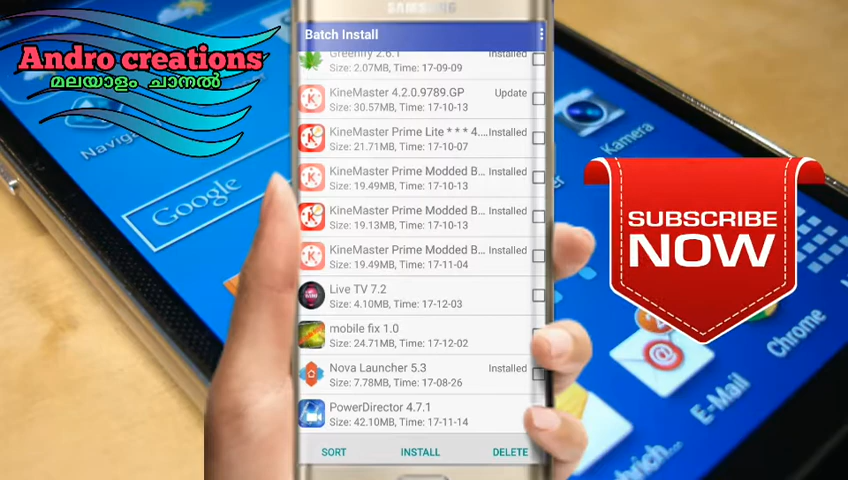 Andro creations
മലയാളം ചാനൽ
SAMSUNG
Batch Install
Greenify 2.6.1
Installed
Size: 2.07MB, Time: 17-09-09
KineMaster 4.2.0.9789.GP
Update
Size: 30.57MB, Time: 17-10-13
KineMaster Prime Lite * * * 4....
Installed
Size: 21.71MB, Time: 17-10-07
KineMaster Prime Modded B...
Installed
Size: 19.49MB, Time: 17-10-13
KineMaster Prime Modded B...
Installed
Size: 19.13MB, Time: 17-10-13
KineMaster Prime Modded B...
Installed
Size: 19.49MB, Time: 17-11-04
Live TV 7.2
Size: 4.10MB, Time: 17-12-03
mobile fix 1.0
Size: 24.71MB, Time: 17-12-02
Nova Launcher 5.3
Installed
Size: 7.78MB, Time: 17-08-26
PowerDirector 4.7.1
Size: 42.10MB, Time: 17-11-14
SORT
INSTALL
DELETE
Google
Kamera
SUBSCRIBE
NOW
Chrome
E-Mail